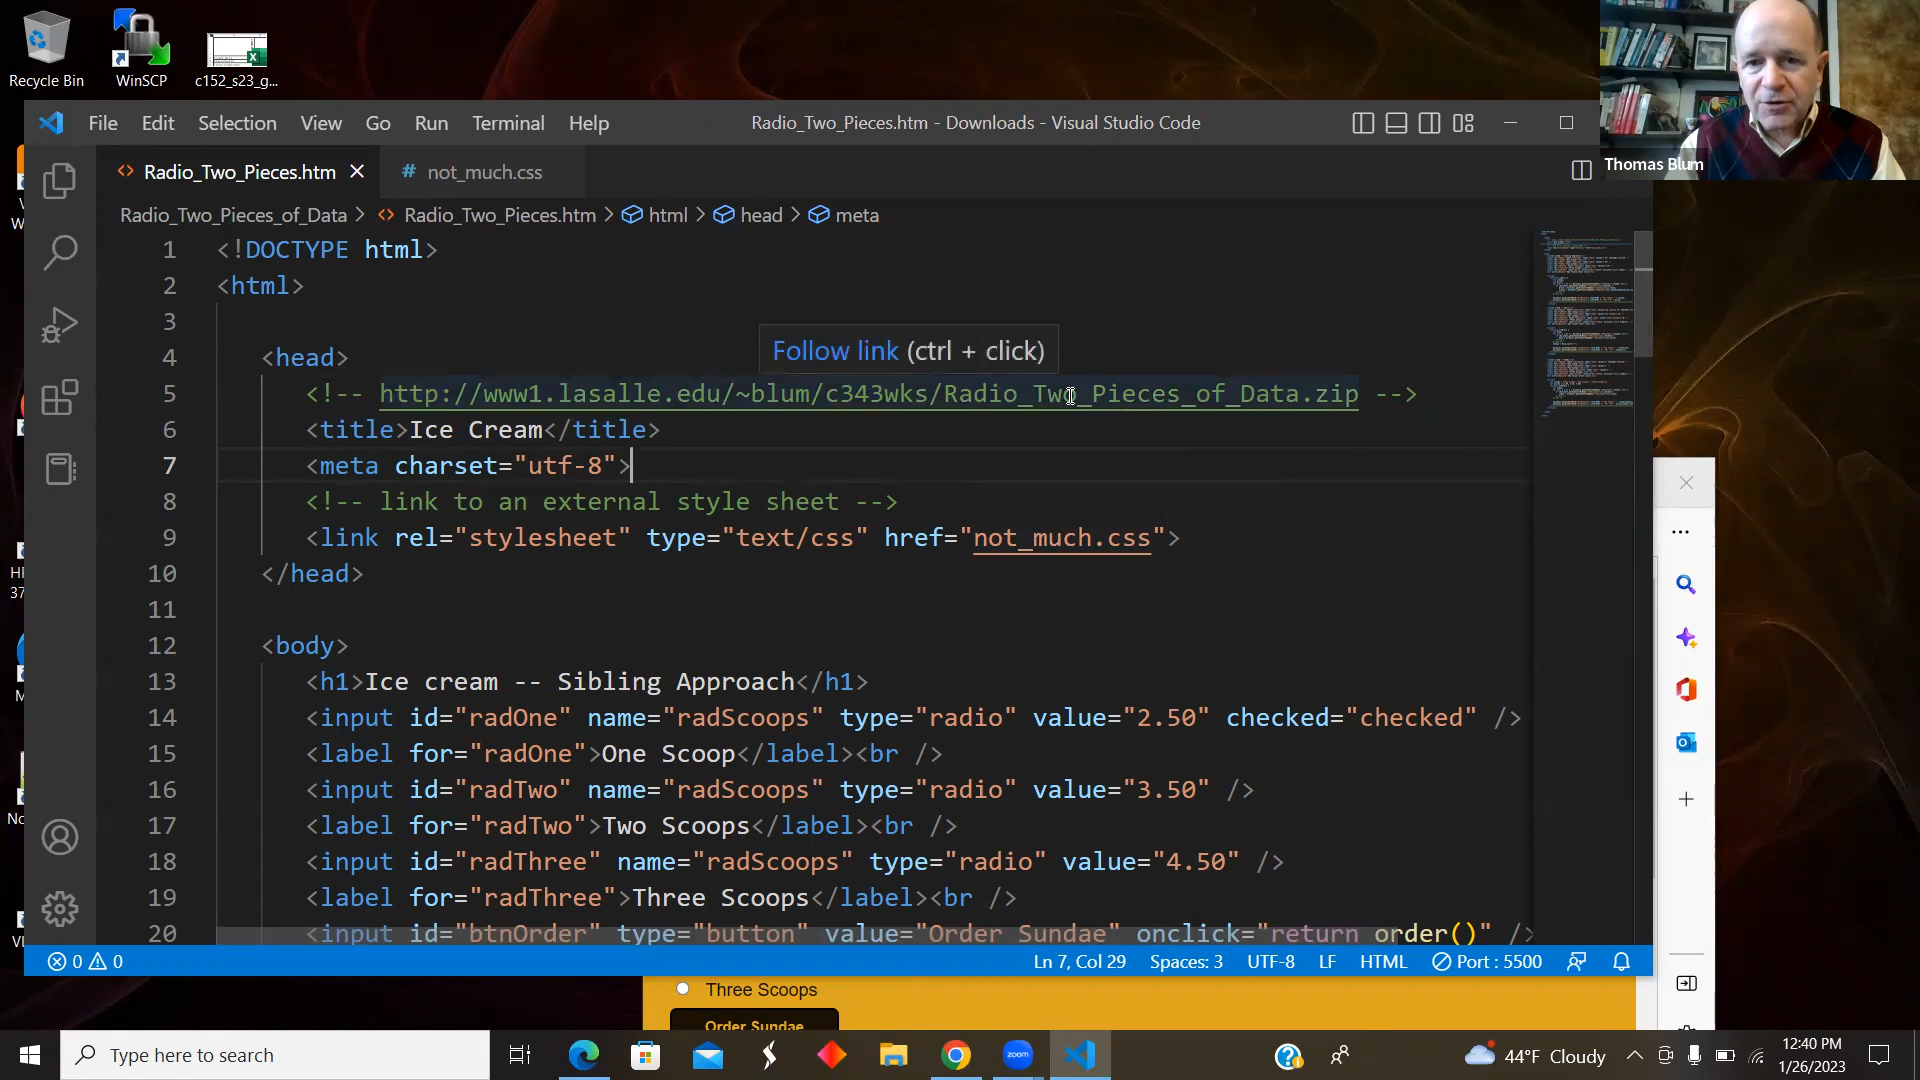 Recycle Bin
WinSCP
c152_s23_g...
Thomas Blum
File Edit Selection View Go Run Terminal Help
Radio_Two_Pieces.htm - Downloads - Visual Studio Code
Radio_Two_Pieces.htm
# not_much.css
Radio_Two_Pieces_of_Data > Radio_Two_Pieces.htm > html > head > meta
1 <!DOCTYPE html>
2 <html>
3
Follow link (ctrl + click)
4 <head>
5 <!-- http://www1.lasalle.edu/~blum/c343wks/Radio_Two_Pieces_of_Data.zip -->
6 <title>Ice Cream</title>
7 <meta charset="utf-8">
8 <!-- link to an external style sheet -->
9 <link rel="stylesheet" type="text/css" href="not_much.css">
10 </head>
11
12 <body>
13 <h1>Ice cream -- Sibling Approach</h1>
14 <input id="radOne" name="radScoops" type="radio" value="2.50" checked="checked" />
15 <label for="radOne">One Scoop</label><br />
16 <input id="radTwo" name="radScoops" type="radio" value="3.50" />
17 <label for="radTwo">Two Scoops</label><br />
18 <input id="radThree" name="radScoops" type="radio" value="4.50" />
19 <label for="radThree">Three Scoops</label><br />
20 <input id="btnOrder" type="button" value="Order Sundae" onclick="return order()" />
0 0
Ln 7, Col 29 Spaces: 3 UTF-8 LF HTML Port : 5500
Three Scoops
Order Sundae
Type here to search
zoom
44°F Cloudy
12:40 PM
1/26/2023